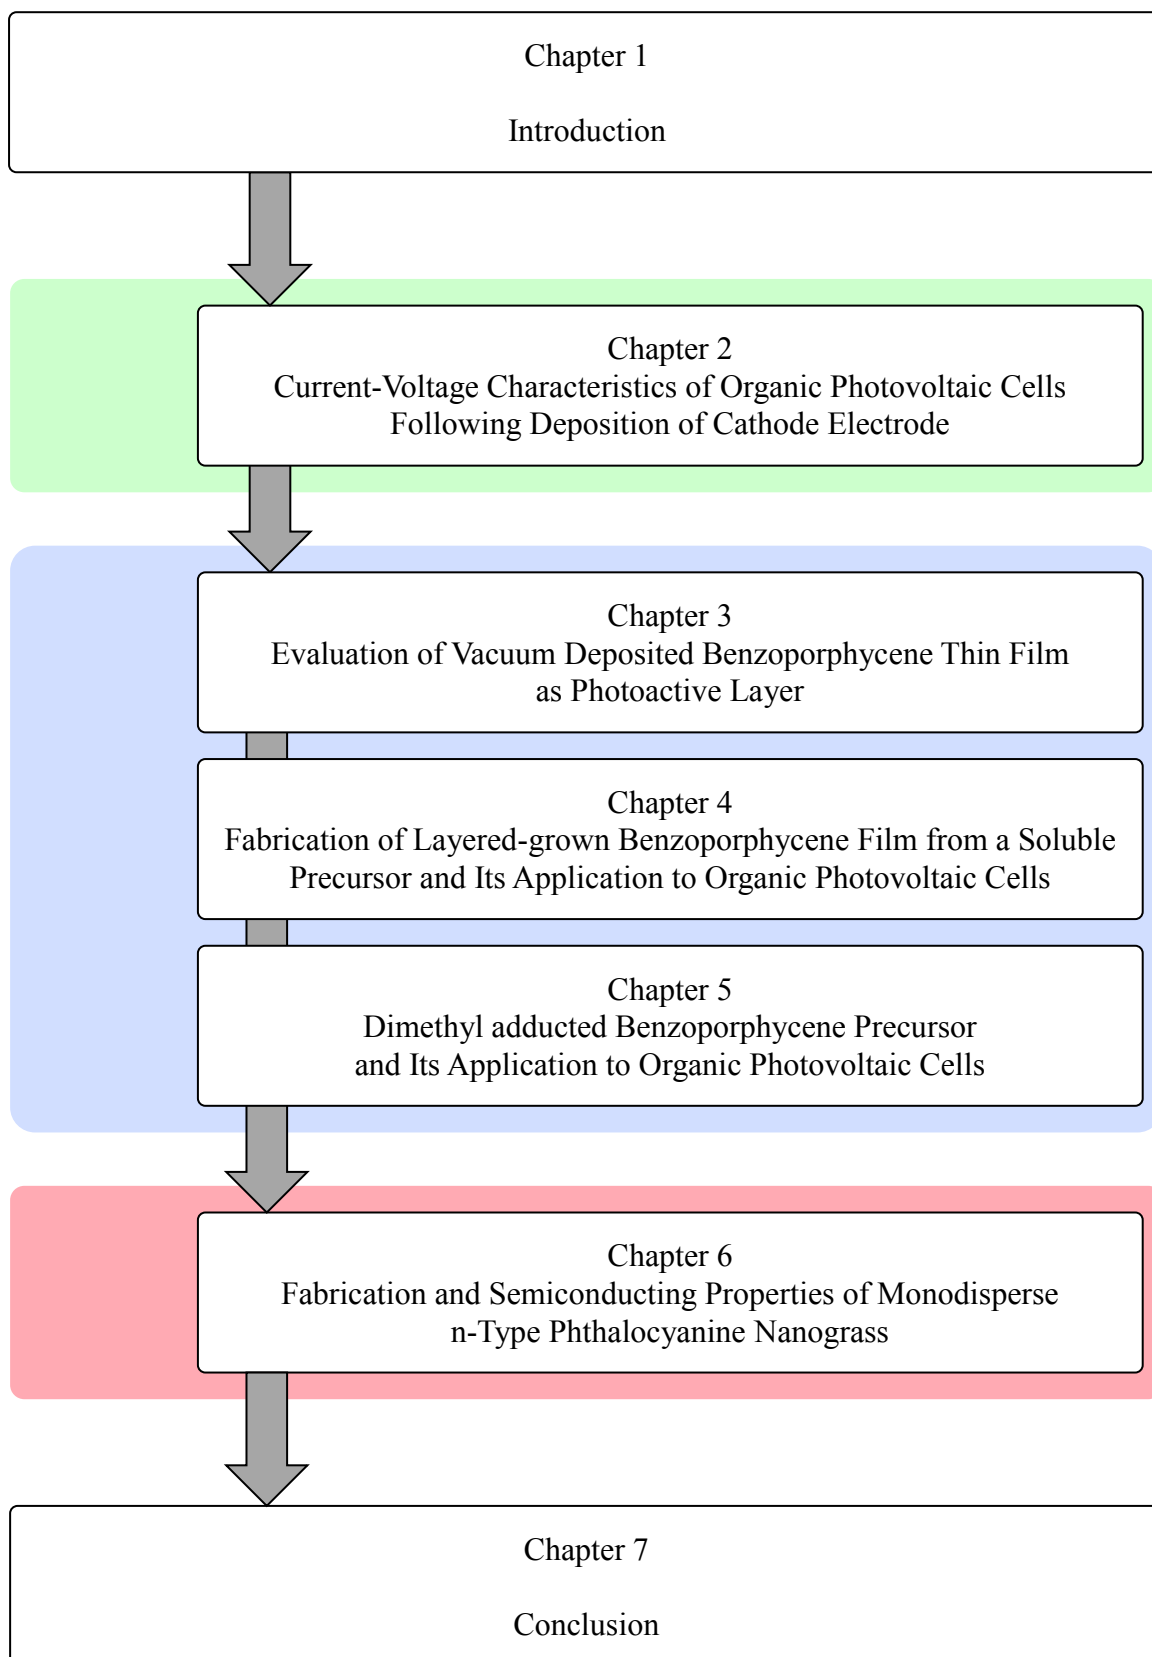 Chapter 1
Introduction
Chapter 2
Current-Voltage Characteristics of Organic Photovoltaic Cells
Following Deposition of Cathode Electrode
Chapter 3
Evaluation of Vacuum Deposited Benzoporphycene Thin Film
as Photoactive Layer
Chapter 4
Fabrication of Layered-grown Benzoporphycene Film from a Soluble
Precursor and Its Application to Organic Photovoltaic Cells
Chapter 5
Dimethyl adducted Benzoporphycene Precursor
and Its Application to Organic Photovoltaic Cells
Chapter 6
Fabrication and Semiconducting Properties of Monodisperse
n-Type Phthalocyanine Nanograss
Chapter 7
Conclusion